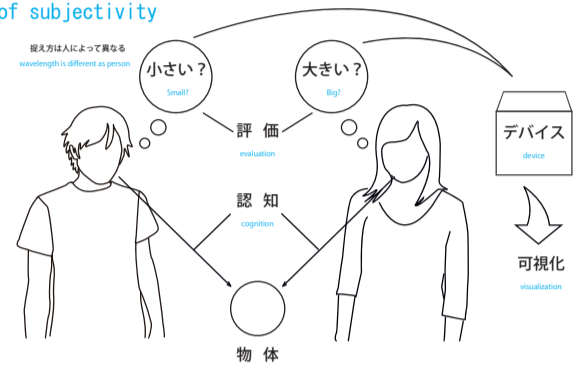 of subjectivity
捉え方は人によって異なる
wavelength is different as person
小さい？
Small?
大きい？
Big?
評 価
evaluation
デバイス
device
認 知
cognition
可視化
visualization
物 体